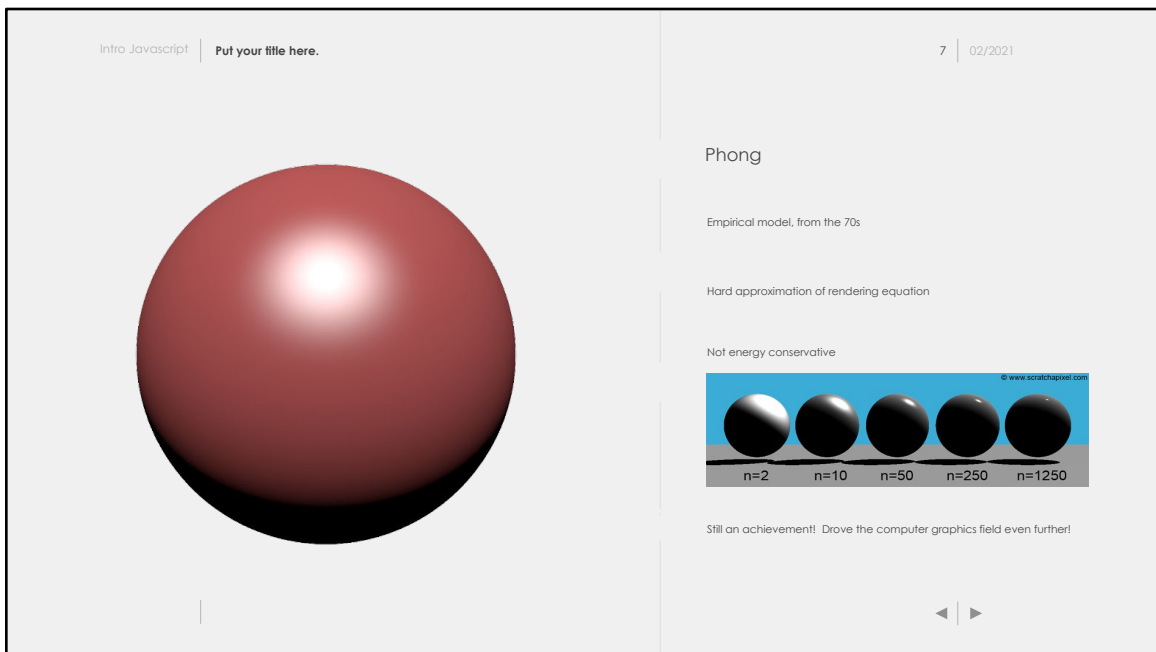 Intro Javascript
Put your title here.
7
02/2021
Phong
Empirical model, from the 70s
Hard approximation of rendering equation
Not energy conservative
© www.scratchapixel.com
n=2 n=10 n=50 n=250 n=1250
Still an achievement! Drove the computer graphics field even further!